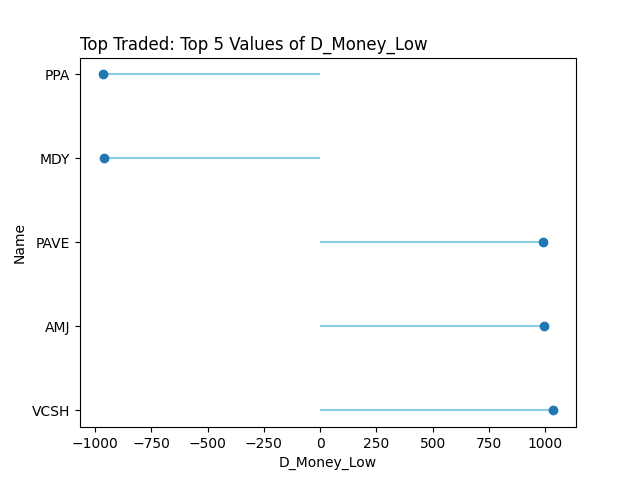 Top Traded: Top 5 Values of D_Money_Low
PPA
MDY
PAVE
AMJ
VCSH
Name
−1000 −750 −500 −250 0 250 500 750 1000
D_Money_Low